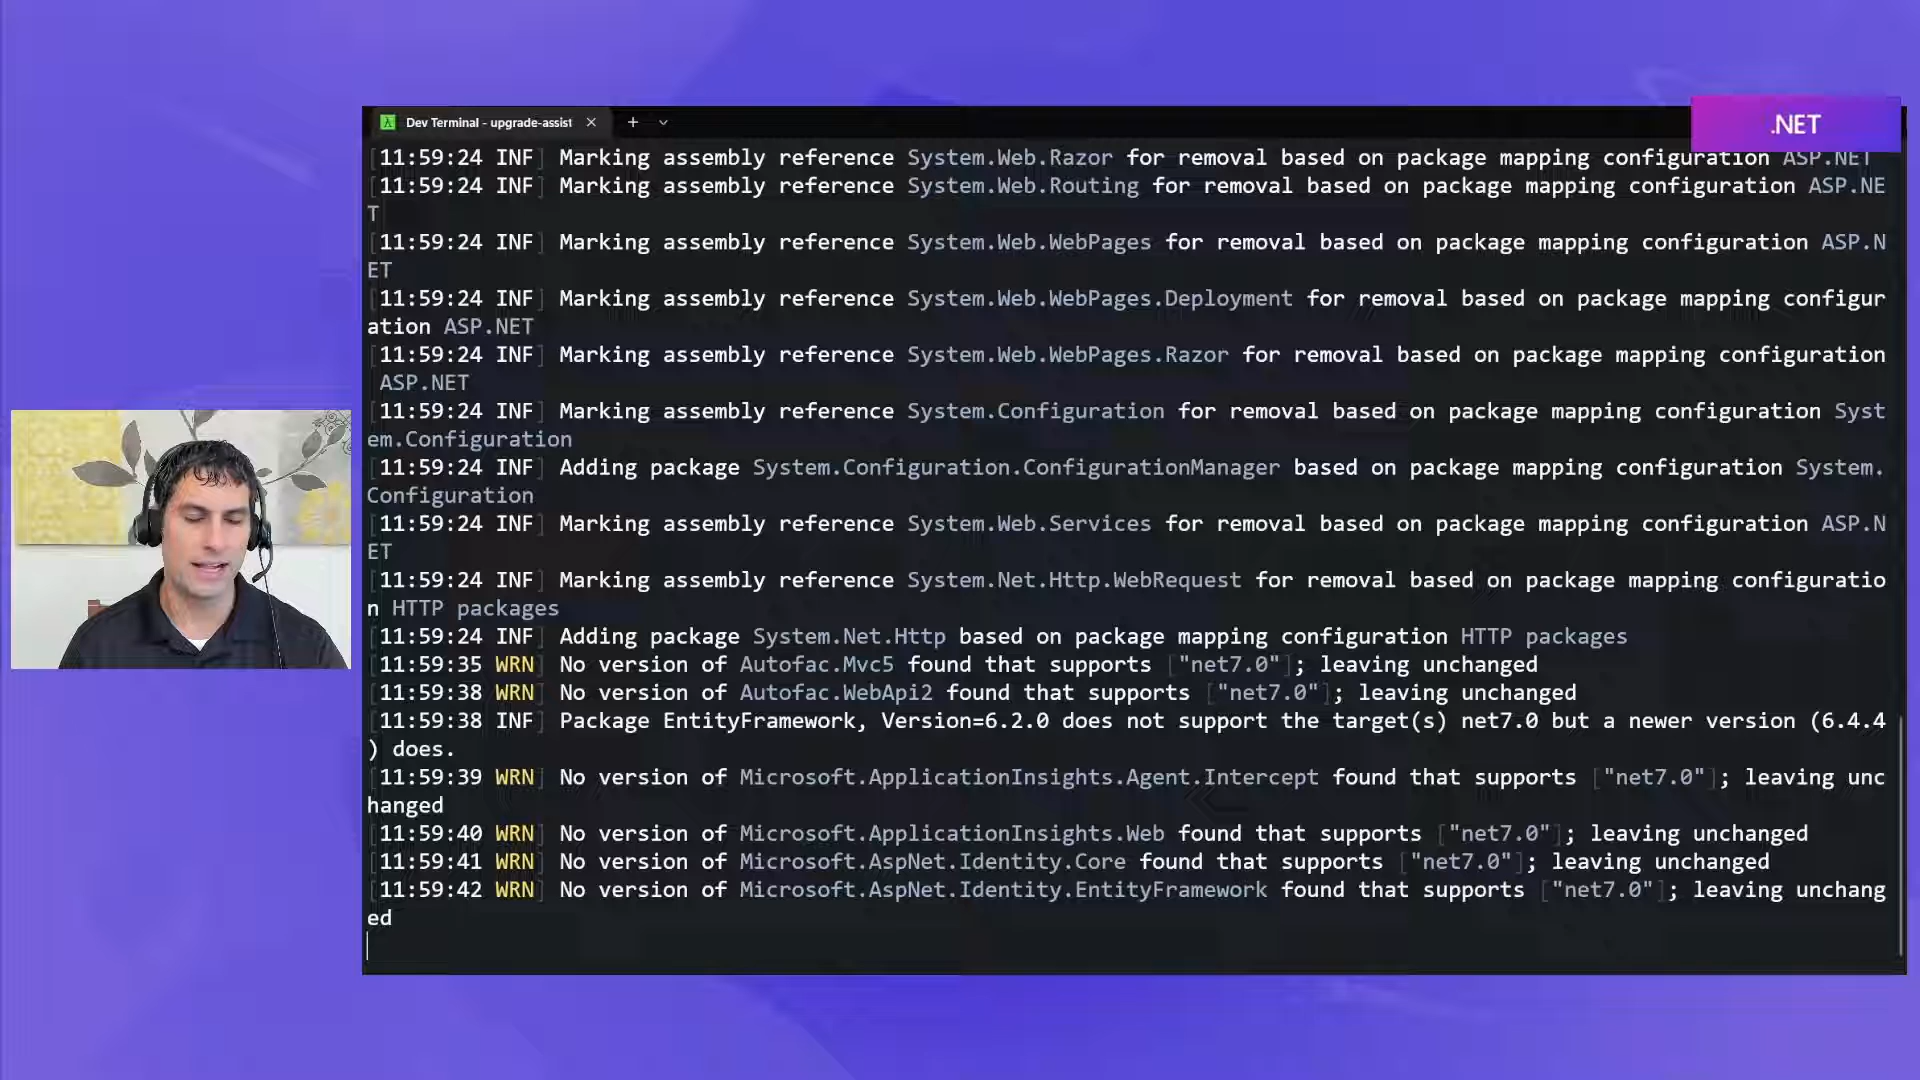 Dev Terminal - upgrade-assist
.NET
[11:59:24 INF] Marking assembly reference System.Web.Razor for removal based on package mapping configuration ASP.NET
[11:59:24 INF] Marking assembly reference System.Web.Routing for removal based on package mapping configuration ASP.NE
T
[11:59:24 INF] Marking assembly reference System.Web.WebPages for removal based on package mapping configuration ASP.N
ET
[11:59:24 INF] Marking assembly reference System.Web.WebPages.Deployment for removal based on package mapping configur
ation ASP.NET
[11:59:24 INF] Marking assembly reference System.Web.WebPages.Razor for removal based on package mapping configuration
ASP.NET
[11:59:24 INF] Marking assembly reference System.Configuration for removal based on package mapping configuration Syst
em.Configuration
[11:59:24 INF] Adding package System.Configuration.ConfigurationManager based on package mapping configuration System.
Configuration
[11:59:24 INF] Marking assembly reference System.Web.Services for removal based on package mapping configuration ASP.N
ET
[11:59:24 INF] Marking assembly reference System.Net.Http.WebRequest for removal based on package mapping configuratio
n HTTP packages
[11:59:24 INF] Adding package System.Net.Http based on package mapping configuration HTTP packages
[11:59:35 WRN] No version of Autofac.Mvc5 found that supports ["net7.0"]; leaving unchanged
[11:59:38 WRN] No version of Autofac.WebApi2 found that supports ["net7.0"]; leaving unchanged
[11:59:38 INF] Package EntityFramework, Version=6.2.0 does not support the target(s) net7.0 but a newer version (6.4.4
) does.
[11:59:39 WRN] No version of Microsoft.ApplicationInsights.Agent.Intercept found that supports ["net7.0"]; leaving unc
hanged
[11:59:40 WRN] No version of Microsoft.ApplicationInsights.Web found that supports ["net7.0"]; leaving unchanged
[11:59:41 WRN] No version of Microsoft.AspNet.Identity.Core found that supports ["net7.0"]; leaving unchanged
[11:59:42 WRN] No version of Microsoft.AspNet.Identity.EntityFramework found that supports ["net7.0"]; leaving unchang
ed